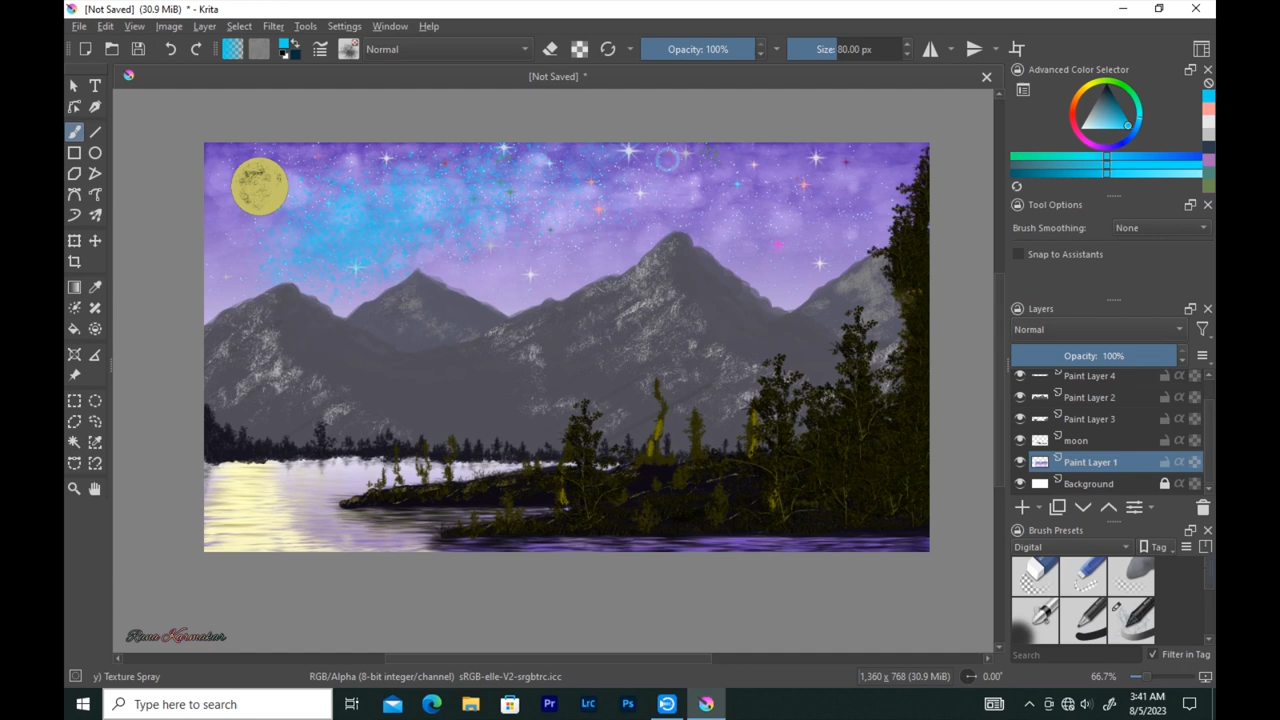 [Not Saved] (30.9 MiB) * - Krita
File Edit View Image Layer Select Filter Tools Settings Window Help
Normal Opacity: 100% Size: 80.00 px
[Not Saved] *
Advanced Color Selector
Tool Options
Brush Smoothing: None
Snap to Assistants
Layers
Normal
Opacity: 100%
Paint Layer 4
Paint Layer 2
Paint Layer 3
moon
Paint Layer 1
Background
Brush Presets
Digital Tag
Rana Karmakar
Search Filter in Tag
y) Texture Spray RGB/Alpha (8-bit integer/channel) sRGB-elle-V2-srgbtrc.icc 1,360 x 768 (30.9 MiB) 0.00° 66.7%
Type here to search Pr Lrc Ps 3:41 AM
8/5/2023